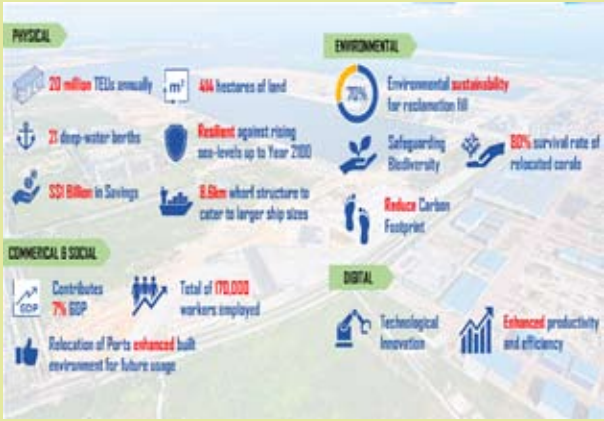 PHYSICAL
20 million TEUs annually
m²
414 hectares of land
21 deep-water berths
Resilient against rising
sea-levels up to Year 2100
S$1 Billion in Savings
8.6km wharf structure to
cater to larger ship sizes
COMMERICAL & SOCIAL
GDP
Contributes
7% GDP
Total of 170,000
workers employed
Relocation of Ports enhanced built
environment for future usage
ENVIRONMENTAL
70%
Environmental sustainability
for reclamation fill
Safeguarding
Biodiversity
80% survival rate of
relocated corals
Reduce Carbon
Footprint
DIGITAL
Technological
Innovation
Enhanced productivity
and efficiency